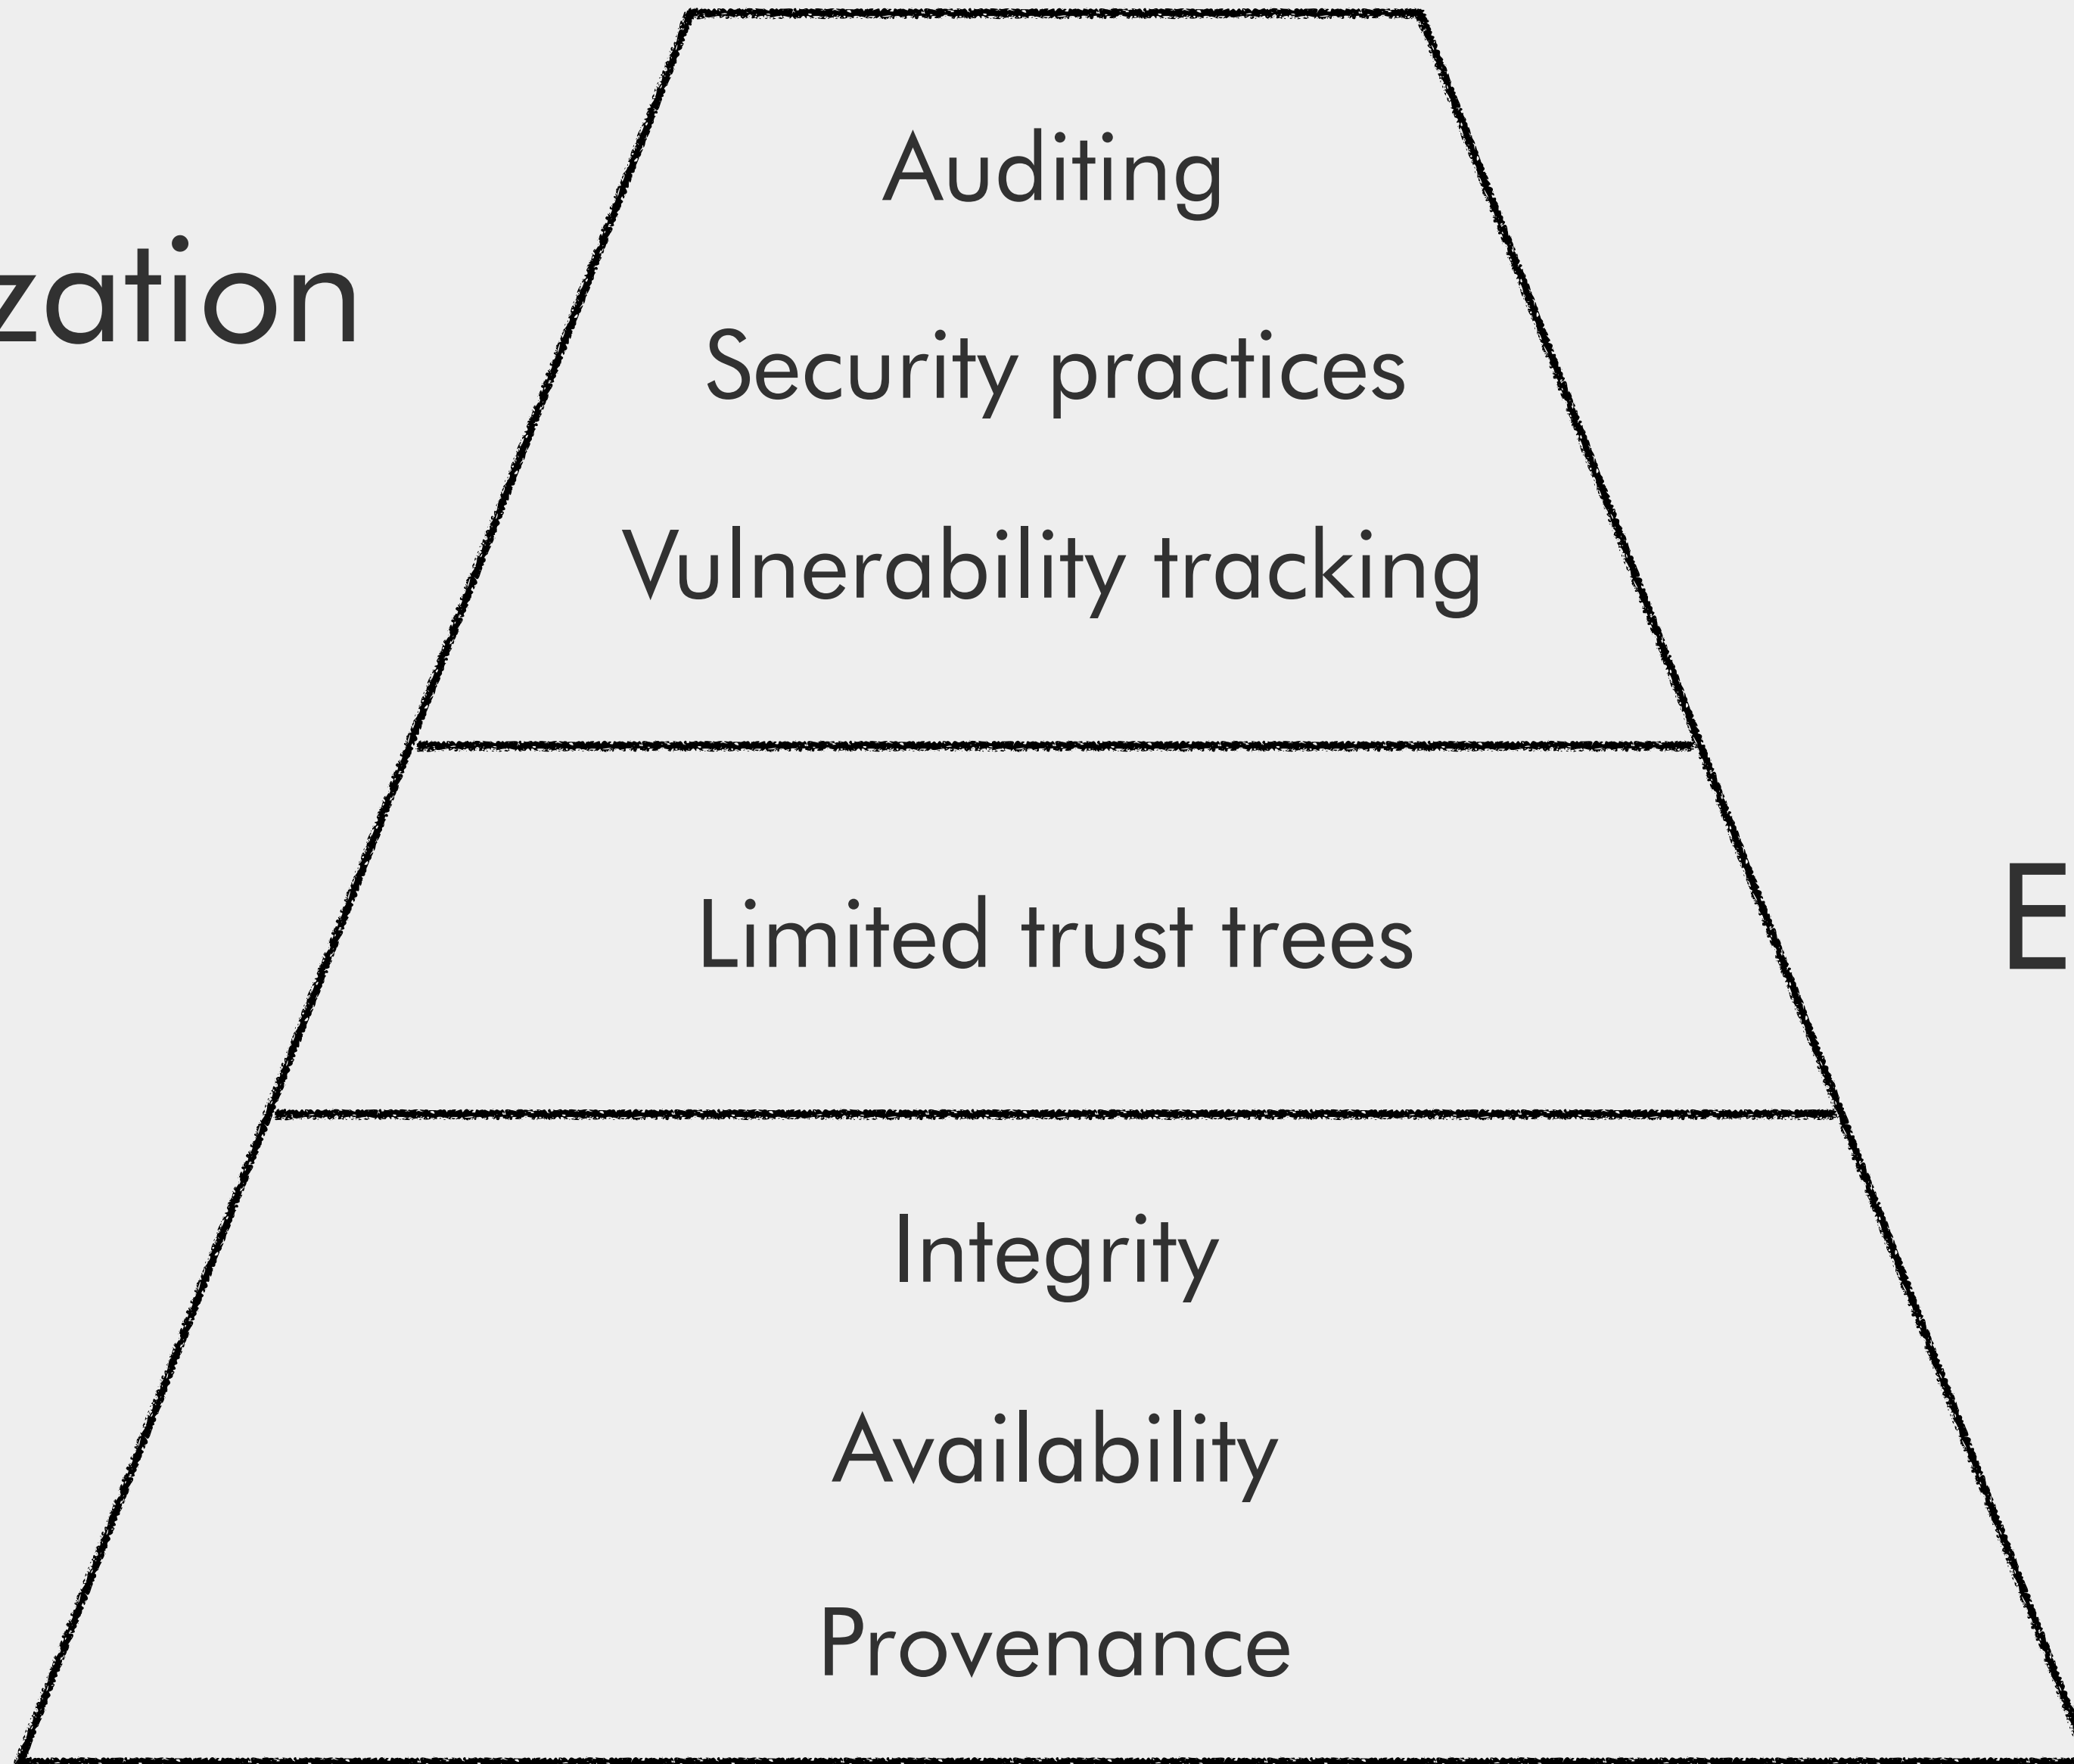 Auditing
zation
Security practices
Vulnerability tracking
E
Limited trust trees
Integrity
Availability
Provenance